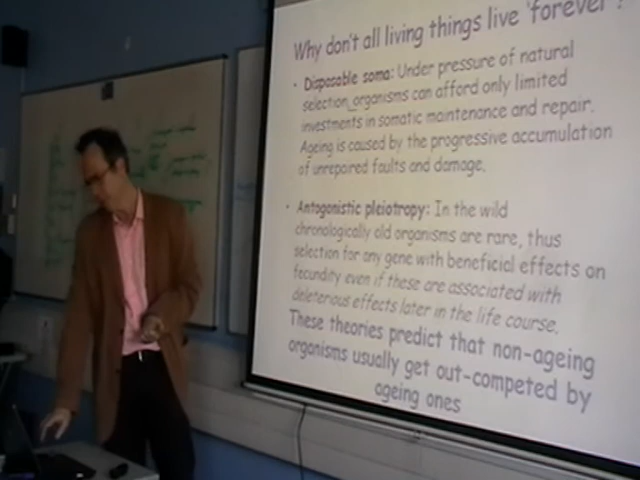 Why don't all living things live 'forever'?
• Disposable soma: Under pressure of natural
selection organisms can afford only limited
investments in somatic maintenance and repair.
Ageing is caused by the progressive accumulation
of unrepaired faults and damage.
• Antagonistic pleiotropy: In the wild
chronologically old organisms are rare, thus
selection for any gene with beneficial effects on
fecundity even if these are associated with
deleterious effects later in the life course.
These theories predict that non-ageing
organisms usually get out-competed by
ageing ones